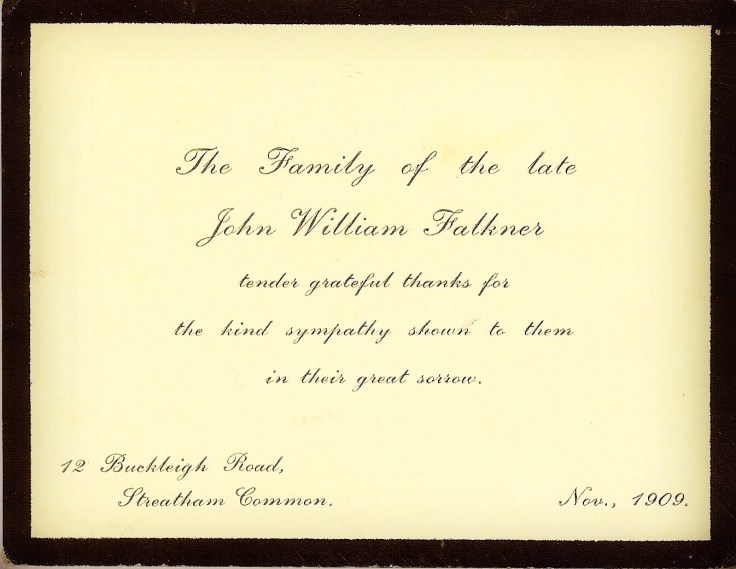 The Family of the late
John William Falkner
tender grateful thanks for
the kind sympathy shown to them
in their great sorrow.
12 Buckleigh Road,
Streatham Common.
Nov., 1909.